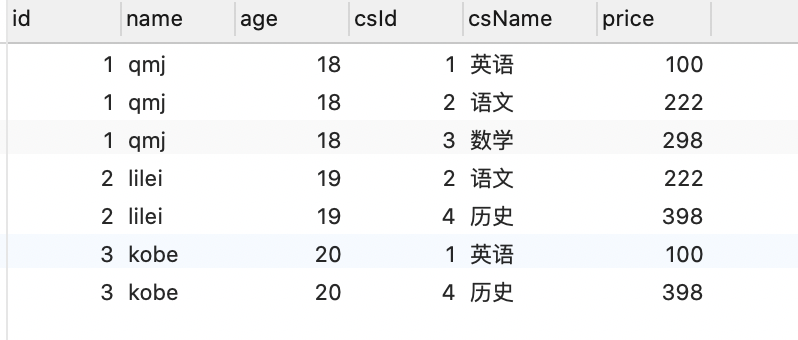 id name age csId csName price
1 qmj 18 1 英语 100
1 qmj 18 2 语文 222
1 qmj 18 3 数学 298
2 lilei 19 2 语文 222
2 lilei 19 4 历史 398
3 kobe 20 1 英语 100
3 kobe 20 4 历史 398